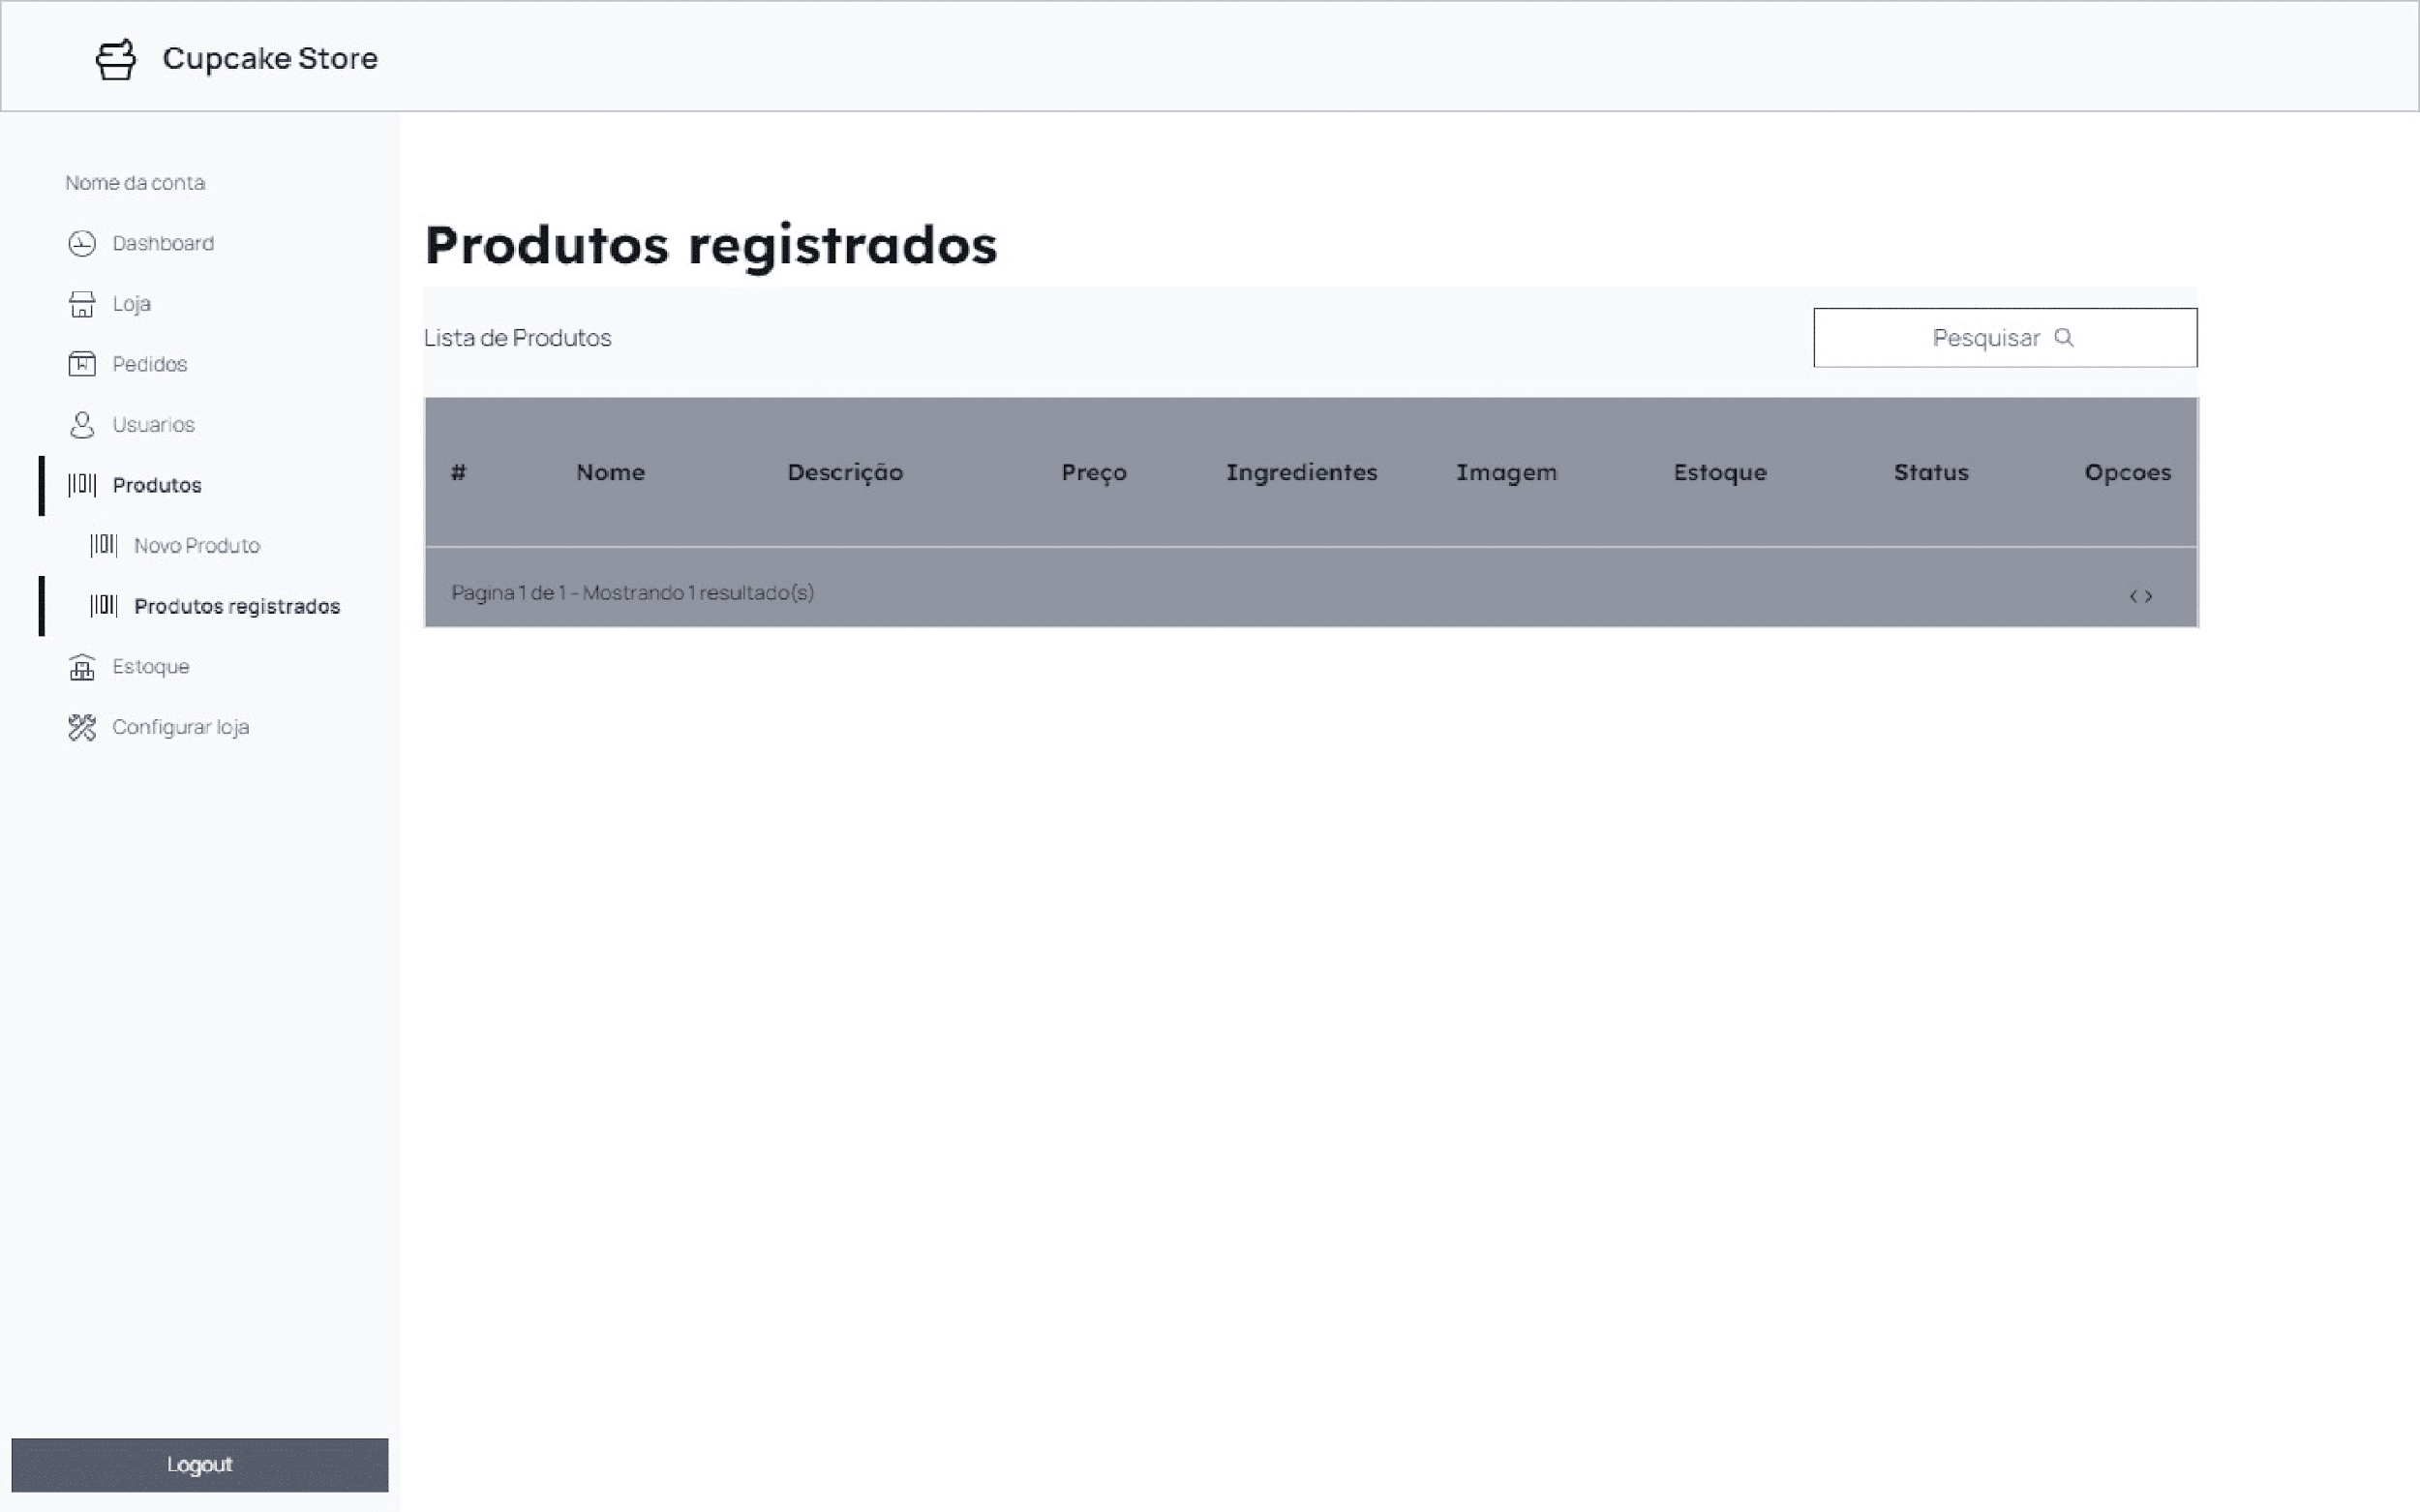 Cupcake Store
Nome da conta
Dashboard
Loja
Pedidos
Usuarios
Produtos
Novo Produto
Produtos registrados
Estoque
Configurar loja
Logout
Produtos registrados
Lista de Produtos
Pesquisar
# Nome Descrição Preço Ingredientes Imagem Estoque Status Opcoes
Pagina 1 de 1 - Mostrando 1 resultado(s)
< >